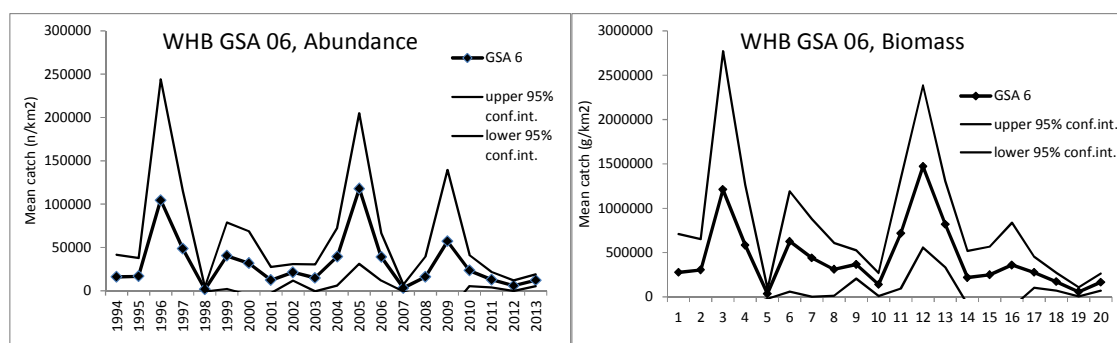 WHB GSA 06, Abundance
Mean catch (n/km2)
300000
250000
200000
150000
100000
50000
0
GSA 6
upper 95%
conf.int.
lower 95%
conf.int.
1994 1995 1996 1997 1998 1999 2000 2001 2002 2003 2004 2005 2006 2007 2008 2009 2010 2011 2012 2013
WHB GSA 06, Biomass
Mean catch (g/km2)
3000000
2500000
2000000
1500000
1000000
500000
0
GSA 6
upper 95% conf.int.
lower 95% conf.int.
1 2 3 4 5 6 7 8 9 10 11 12 13 14 15 16 17 18 19 20